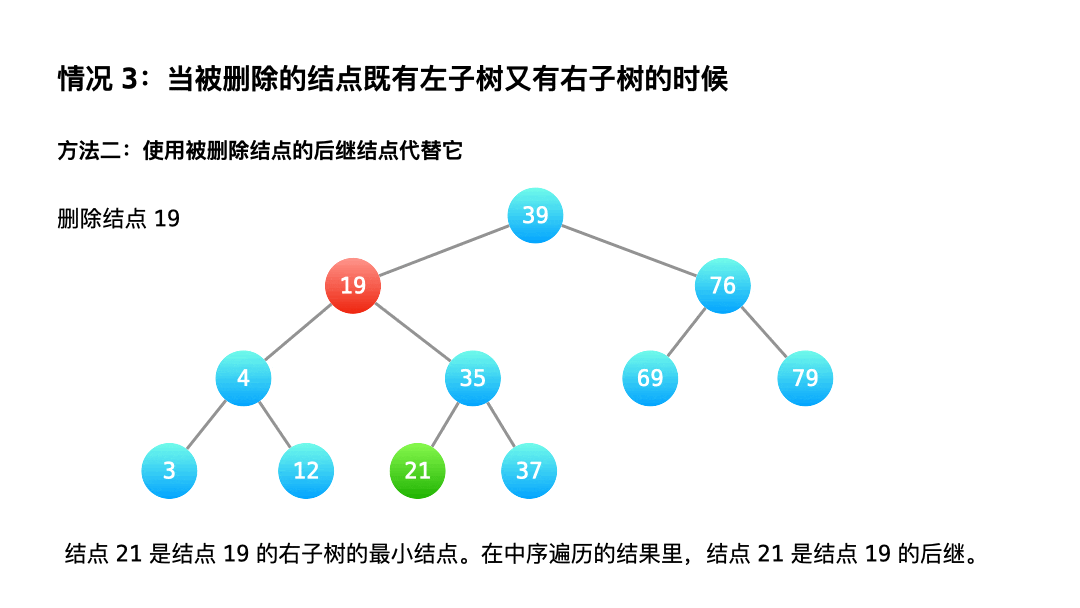 情况 3：当被删除的结点既有左子树又有右子树的时候
方法二：使用被删除结点的后继结点代替它
删除结点 19
39
19
76
4
35
69
79
3
12
21
37
结点 21 是结点 19 的右子树的最小结点。在中序遍历的结果里，结点 21 是结点 19 的后继。